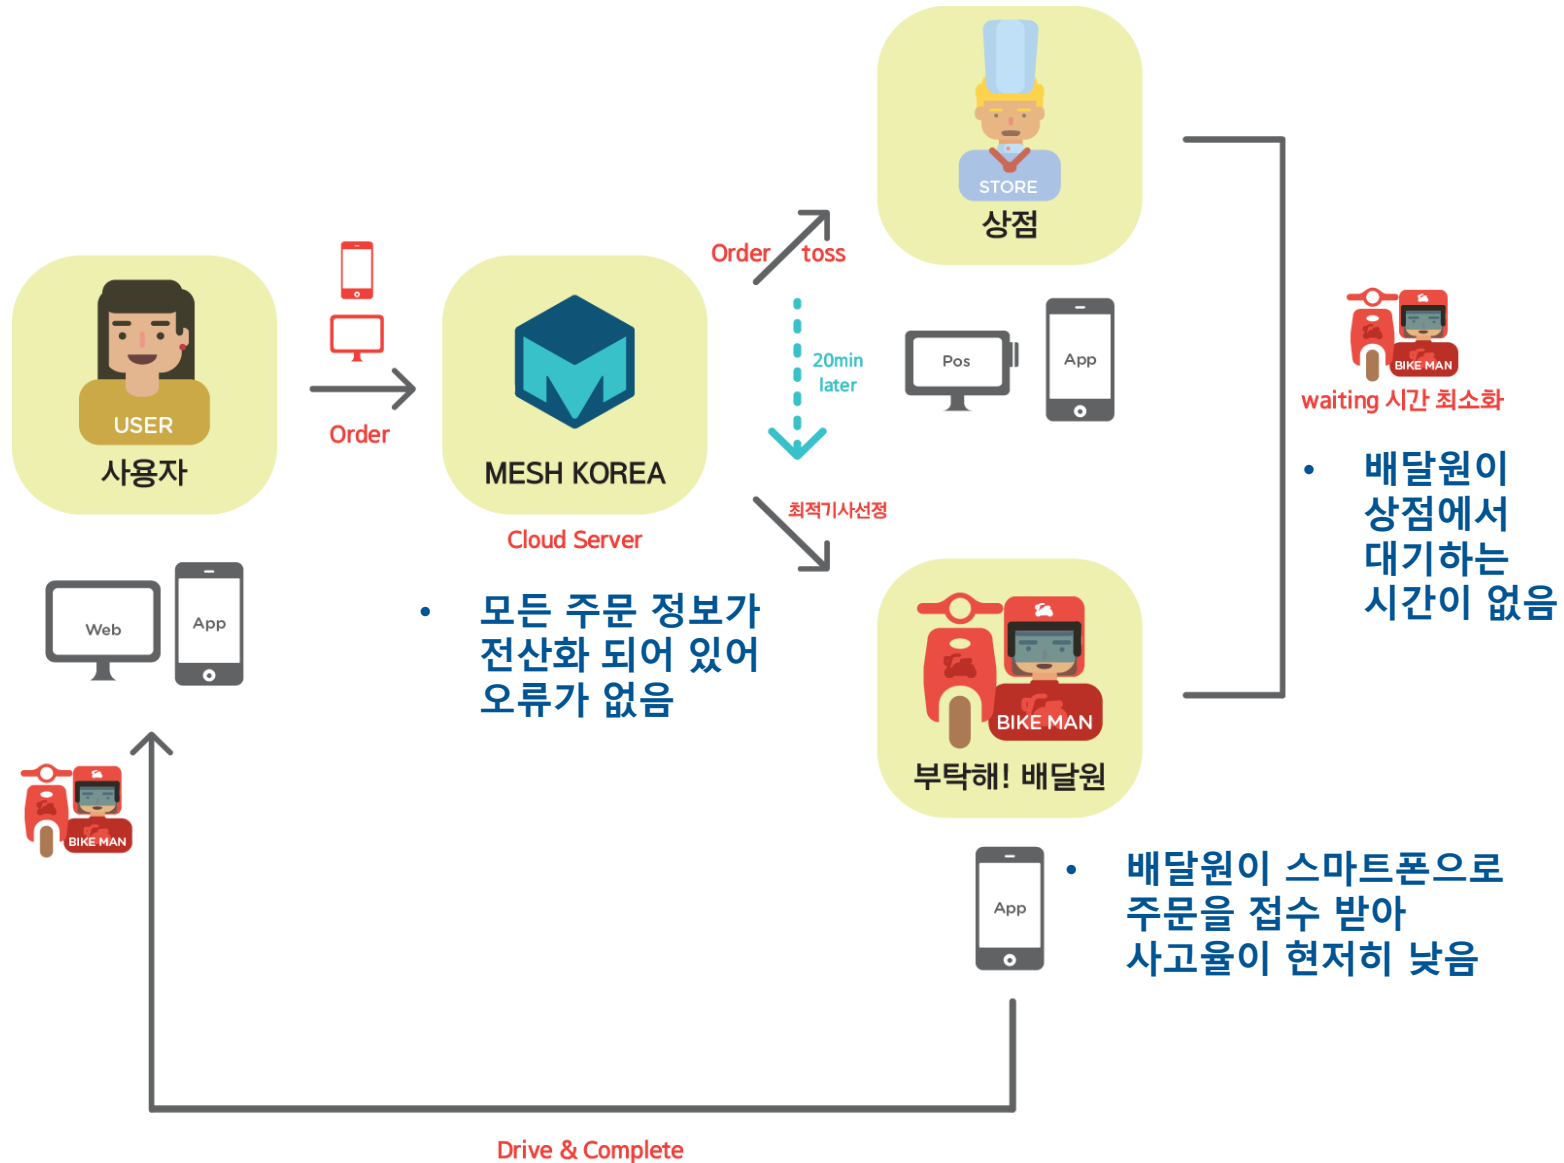 STORE
상점
Order toss
USER
사용자
Order
MESH KOREA
Cloud Server
20min
later
Pos
App
BIKE MAN
waiting 시간 최소화
• 배달원이
상점에서
대기하는
시간이 없음
최적기사선정
Web
App
• 모든 주문 정보가
전산화 되어 있어
오류가 없음
BIKE MAN
부탁해! 배달원
BIKE MAN
App
• 배달원이 스마트폰으로
주문을 접수 받아
사고율이 현저히 낮음
Drive & Complete